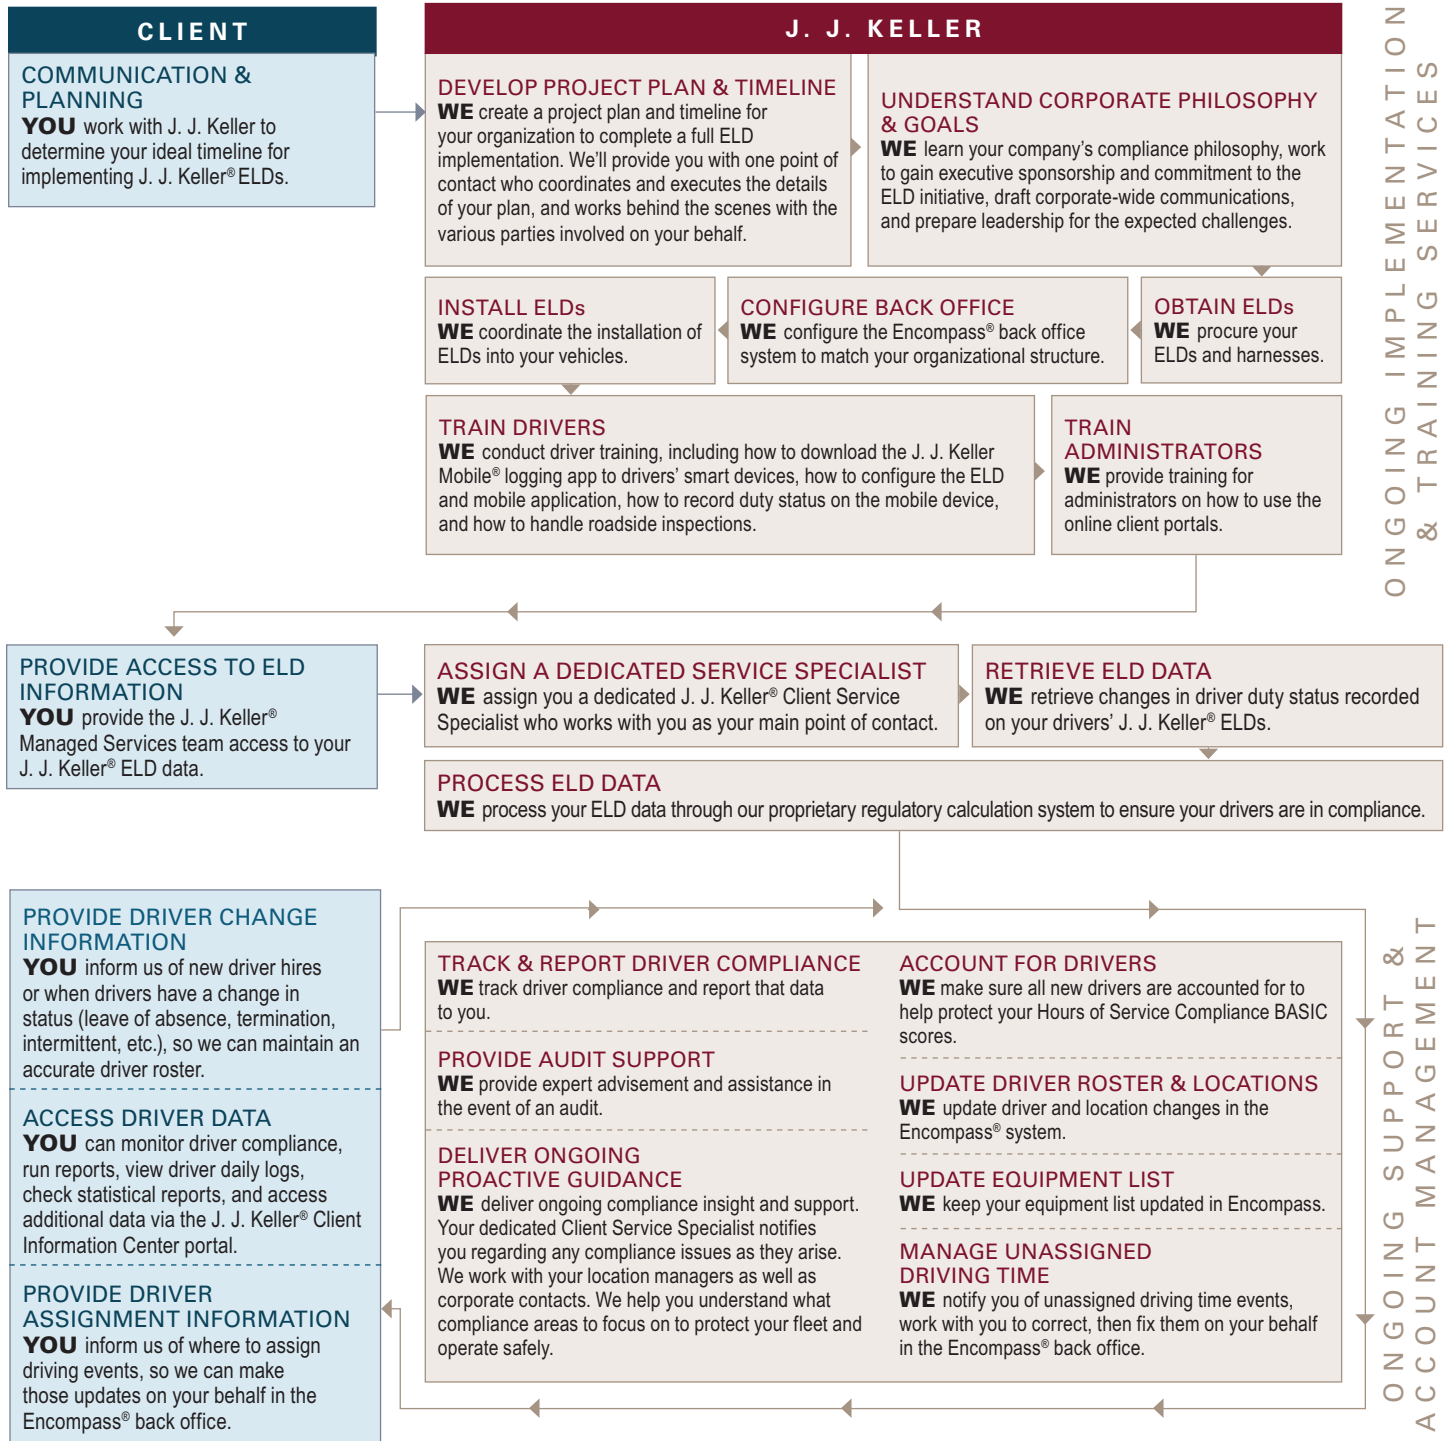 CLIENT
J. J. KELLER
COMMUNICATION &
PLANNING
YOU work with J. J. Keller to
determine your ideal timeline for
implementing J. J. Keller® ELDs.
DEVELOP PROJECT PLAN & TIMELINE
WE create a project plan and timeline for
your organization to complete a full ELD
implementation. We’ll provide you with one point of
contact who coordinates and executes the details
of your plan, and works behind the scenes with the
various parties involved on your behalf.
UNDERSTAND CORPORATE PHILOSOPHY
& GOALS
WE learn your company’s compliance philosophy, work
to gain executive sponsorship and commitment to the
ELD initiative, draft corporate-wide communications,
and prepare leadership for the expected challenges.
INSTALL ELDs
WE coordinate the installation of
ELDs into your vehicles.
CONFIGURE BACK OFFICE
WE configure the Encompass® back office
system to match your organizational structure.
OBTAIN ELDs
WE procure your
ELDs and harnesses.
TRAIN DRIVERS
WE conduct driver training, including how to download the J. J. Keller
Mobile® logging app to drivers’ smart devices, how to configure the ELD
and mobile application, how to record duty status on the mobile device,
and how to handle roadside inspections.
TRAIN
ADMINISTRATORS
WE provide training for
administrators on how to use the
online client portals.
ONGOING IMPLEMENTATION
& TRAINING SERVICES
PROVIDE ACCESS TO ELD
INFORMATION
YOU provide the J. J. Keller®
Managed Services team access to your
J. J. Keller® ELD data.
ASSIGN A DEDICATED SERVICE SPECIALIST
WE assign you a dedicated J. J. Keller® Client Service
Specialist who works with you as your main point of contact.
RETRIEVE ELD DATA
WE retrieve changes in driver duty status recorded
on your drivers’ J. J. Keller® ELDs.
PROCESS ELD DATA
WE process your ELD data through our proprietary regulatory calculation system to ensure your drivers are in compliance.
PROVIDE DRIVER CHANGE
INFORMATION
YOU inform us of new driver hires
or when drivers have a change in
status (leave of absence, termination,
intermittent, etc.), so we can maintain an
accurate driver roster.
ACCESS DRIVER DATA
YOU can monitor driver compliance,
run reports, view driver daily logs,
check statistical reports, and access
additional data via the J. J. Keller® Client
Information Center portal.
PROVIDE DRIVER
ASSIGNMENT INFORMATION
YOU inform us of where to assign
driving events, so we can make
those updates on your behalf in the
Encompass® back office.
TRACK & REPORT DRIVER COMPLIANCE
WE track driver compliance and report that data
to you.
PROVIDE AUDIT SUPPORT
WE provide expert advisement and assistance in
the event of an audit.
DELIVER ONGOING
PROACTIVE GUIDANCE
WE deliver ongoing compliance insight and support.
Your dedicated Client Service Specialist notifies
you regarding any compliance issues as they arise.
We work with your location managers as well as
corporate contacts. We help you understand what
compliance areas to focus on to protect your fleet and
operate safely.
ACCOUNT FOR DRIVERS
WE make sure all new drivers are accounted for to
help protect your Hours of Service Compliance BASIC
scores.
UPDATE DRIVER ROSTER & LOCATIONS
WE update driver and location changes in the
Encompass® system.
UPDATE EQUIPMENT LIST
WE keep your equipment list updated in Encompass.
MANAGE UNASSIGNED
DRIVING TIME
WE notify you of unassigned driving time events,
work with you to correct, then fix them on your behalf
in the Encompass® back office.
ONGOING SUPPORT &
ACCOUNT MANAGEMENT